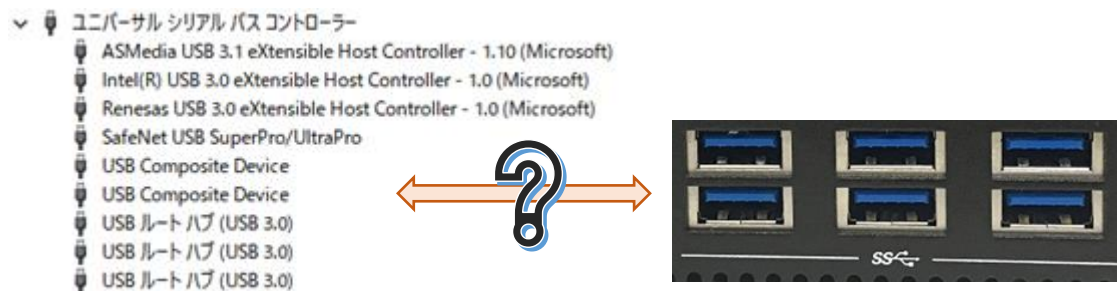 ユニバーサル シリアル バス コントローラー
ASMedia USB 3.1 eXtensible Host Controller - 1.10 (Microsoft)
Intel(R) USB 3.0 eXtensible Host Controller - 1.0 (Microsoft)
Renesas USB 3.0 eXtensible Host Controller - 1.0 (Microsoft)
SafeNet USB SuperPro/UltraPro
USB Composite Device
USB Composite Device
USB ルート ハブ (USB 3.0)
USB ルート ハブ (USB 3.0)
USB ルート ハブ (USB 3.0)
?
SS